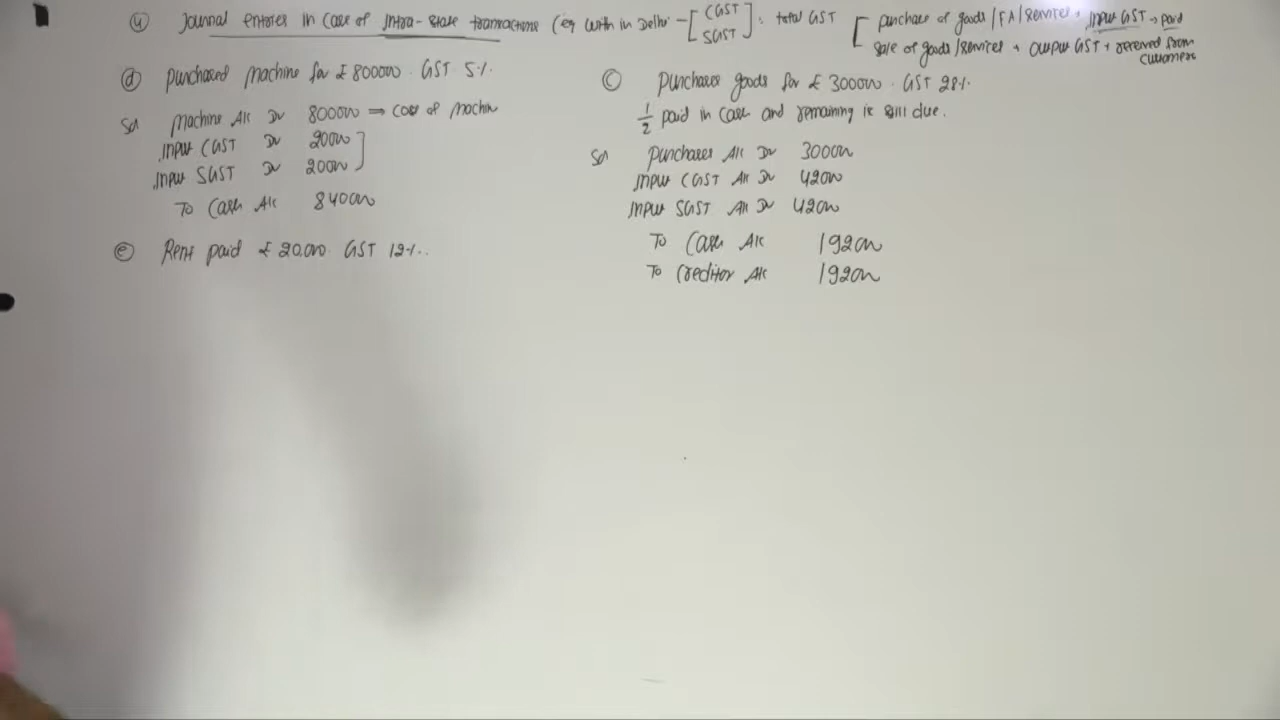 ④ Journal entries in case of Intra-State transactions (eg within Delhi - [CGST SGST] : total GST
[ purchase of goods/FA/services + Input GST → paid
sale of goods/services + Output GST + received from customers
ⓓ Purchased machine for ₹ 80000. GST 5%.
Sol Machine A/c Dr 80000 ⇒ cost of Machine
Input CGST Dr 2000
Input SGST Dr 2000
To Cash A/c 84000
ⓔ Rent paid ₹ 20,000. GST 12%..
ⓒ Purchases goods for ₹ 30000. GST 28%.
1/2 paid in cash and remaining is still due.
Sol Purchases A/c Dr 30000
Input CGST A/c Dr 4200
Input SGST A/c Dr 4200
To Cash A/c 19200
To Creditor A/c 19200